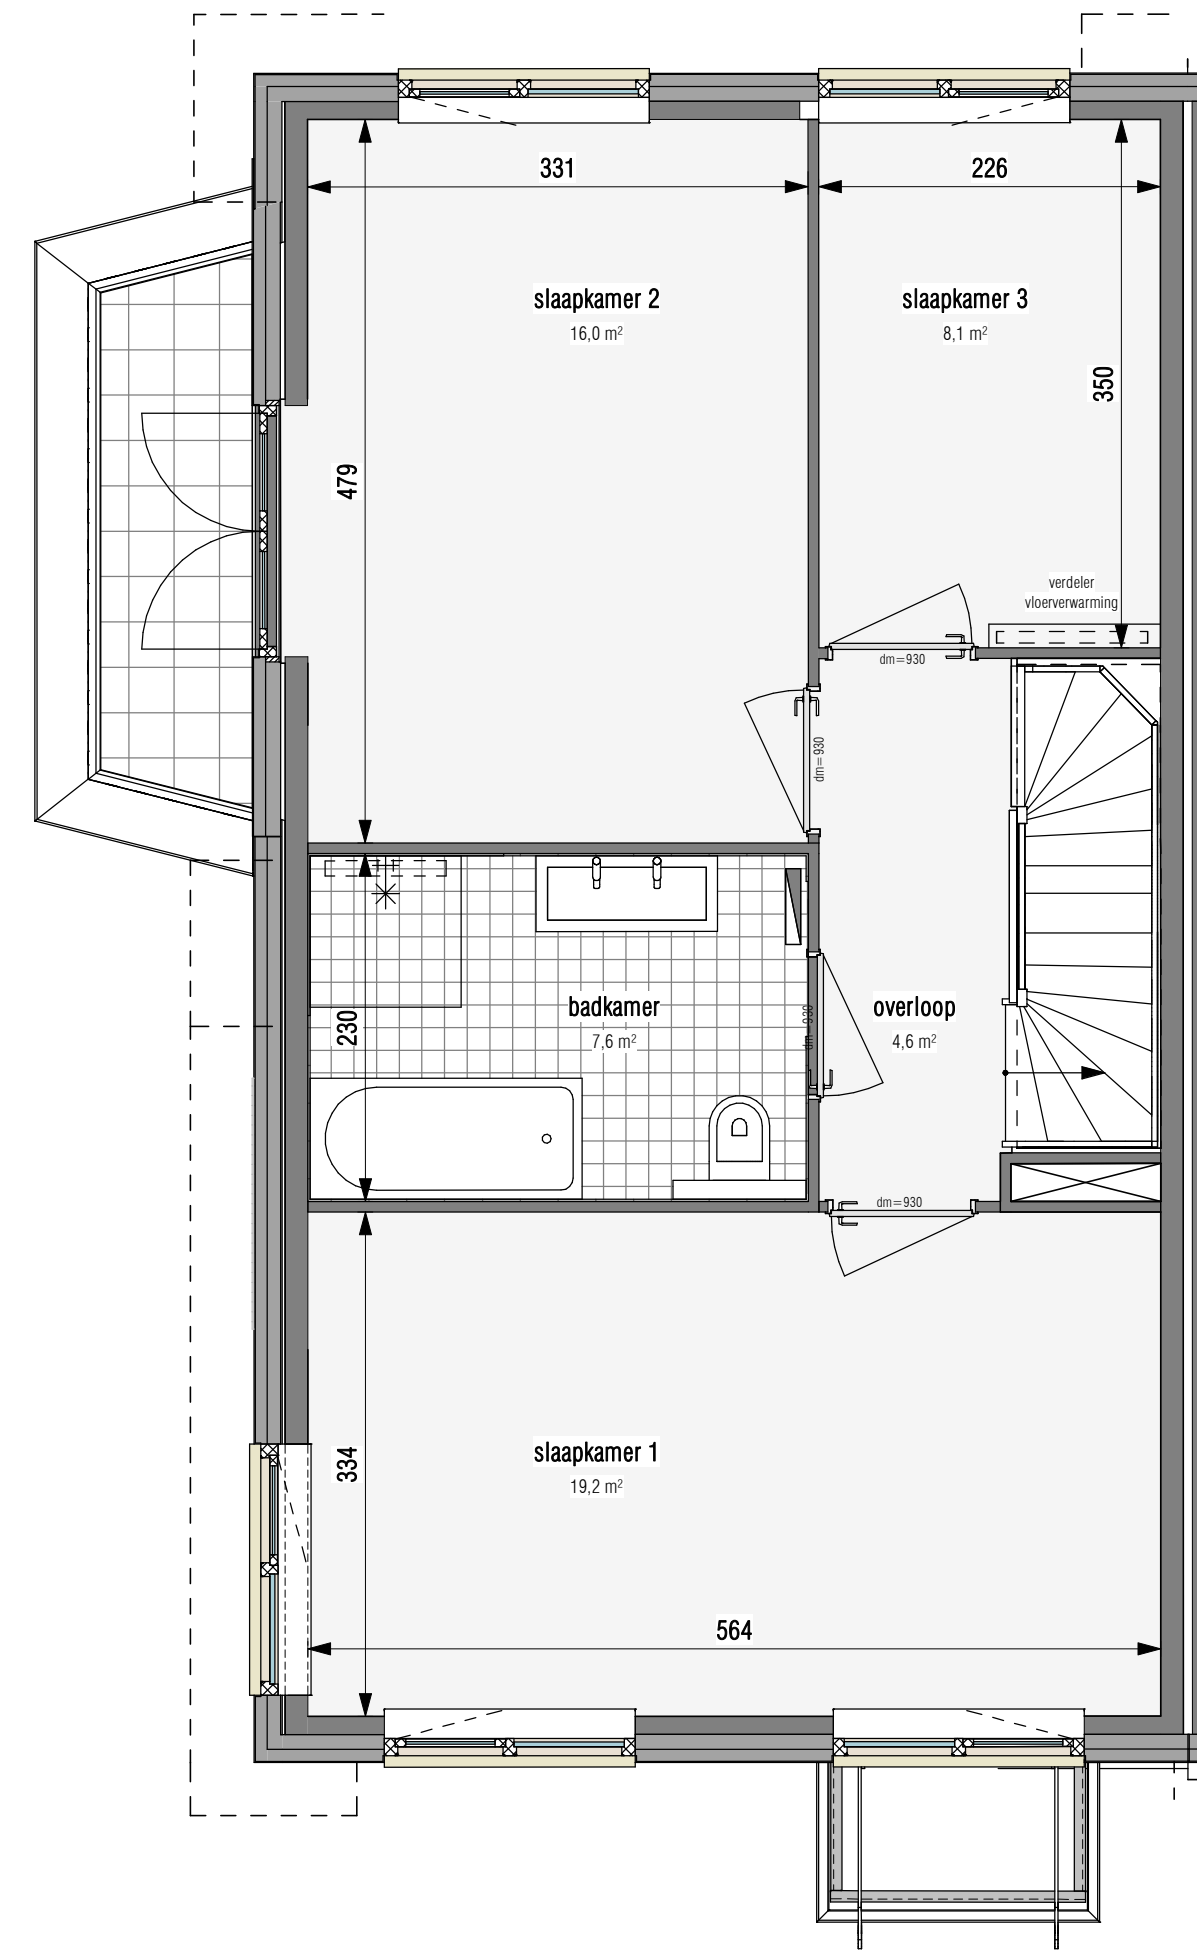 331
226
slaapkamer 2
16,0 m²
slaapkamer 3
8,1 m²
350
479
verdeler
vloerverwarming
dm=930
dm=930
badkamer
7,6 m²
230
dm=930
overloop
4,6 m²
dm=930
slaapkamer 1
19,2 m²
334
564